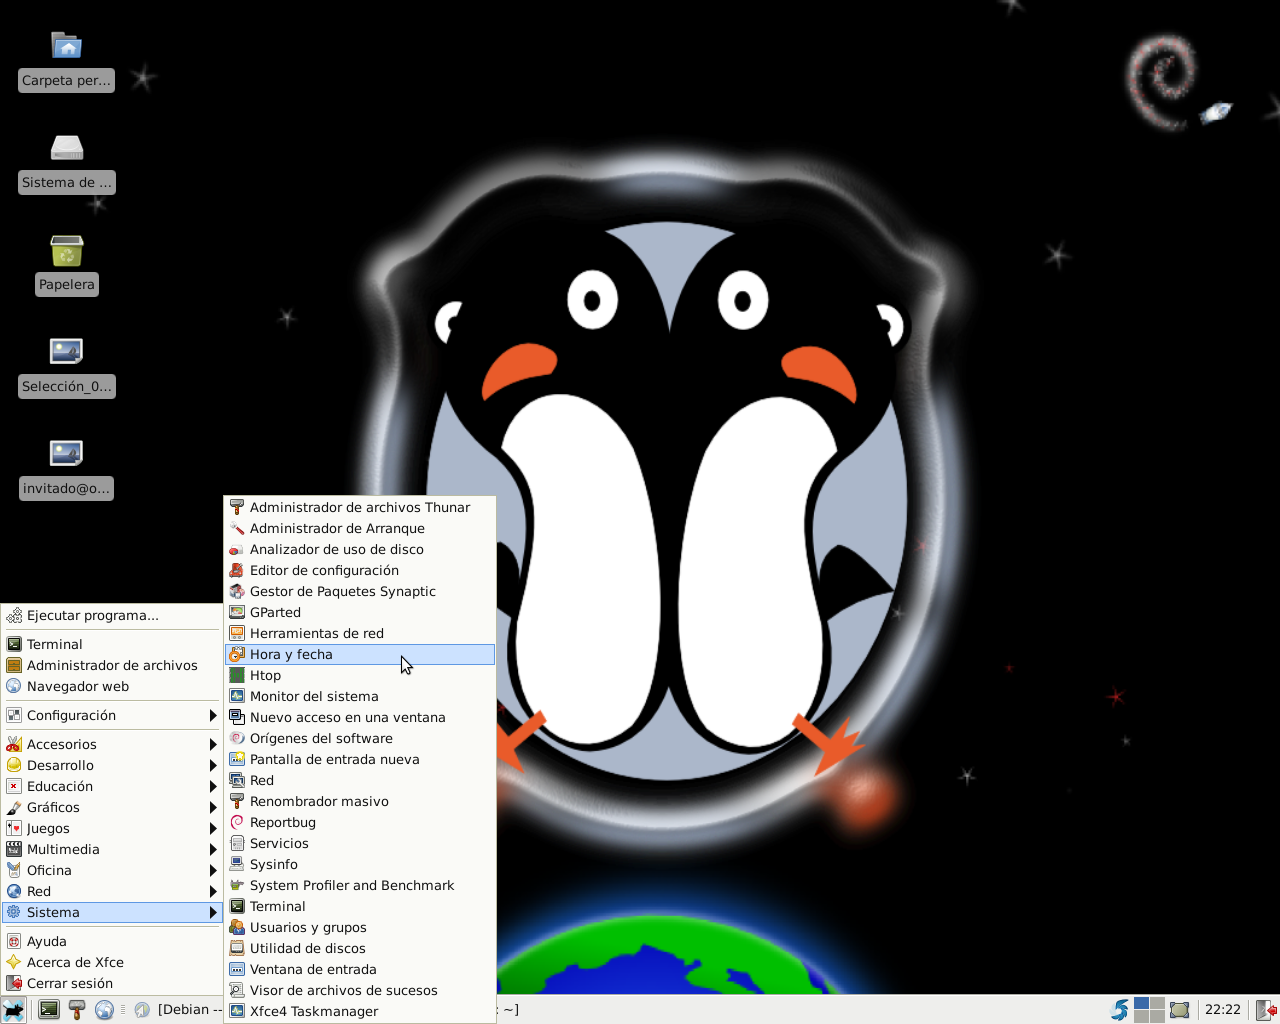 Carpeta per...
Sistema de ...
Papelera
Selección_0...
invitado@o...
Ejecutar programa...
Terminal
Administrador de archivos
Navegador web
Configuración
Accesorios
Desarrollo
Educación
Gráficos
Juegos
Multimedia
Oficina
Red
Sistema
Ayuda
Acerca de Xfce
Cerrar sesión
Administrador de archivos Thunar
Administrador de Arranque
Analizador de uso de disco
Editor de configuración
Gestor de Paquetes Synaptic
GParted
Herramientas de red
Hora y fecha
Htop
Monitor del sistema
Nuevo acceso en una ventana
Orígenes del software
Pantalla de entrada nueva
Red
Renombrador masivo
Reportbug
Servicios
Sysinfo
System Profiler and Benchmark
Terminal
Usuarios y grupos
Utilidad de discos
Ventana de entrada
Visor de archivos de sucesos
Xfce4 Taskmanager
[Debian --
: ~]
22:22